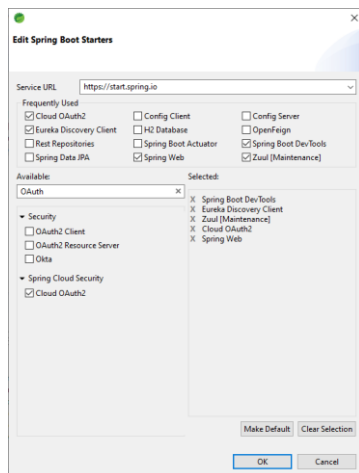 Edit Spring Boot Starters
Service URL https://start.spring.io
Frequently Used
Cloud OAuth2 Config Client Config Server
Eureka Discovery Client H2 Database OpenFeign
Rest Repositories Spring Boot Actuator Spring Boot DevTools
Spring Data JPA Spring Web Zuul [Maintenance]
Available: Selected:
OAuth
X Spring Boot DevTools
X Eureka Discovery Client
X Zuul [Maintenance]
X Cloud OAuth2
X Spring Web
Security
OAuth2 Client
OAuth2 Resource Server
Okta
Spring Cloud Security
Cloud OAuth2
Make Default Clear Selection
OK Cancel